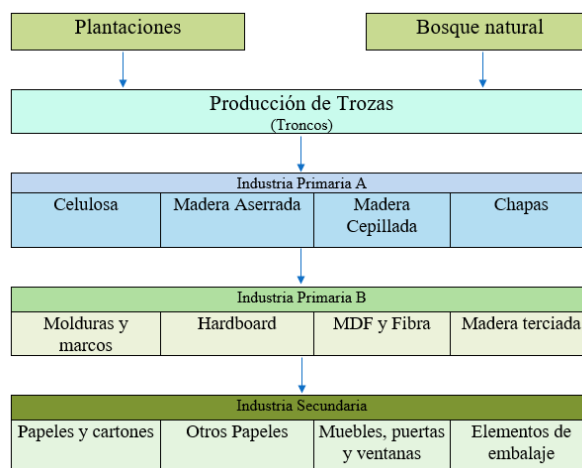 Plantaciones
Bosque natural
Producción de Trozas
(Troncos)
Industria Primaria A
Celulosa
Madera Aserrada
Madera
Cepillada
Chapas
Industria Primaria B
Molduras y
marcos
Hardboard
MDF y Fibra
Madera terciada
Industria Secundaria
Papeles y cartones
Otros Papeles
Muebles, puertas
y ventanas
Elementos de
embalaje